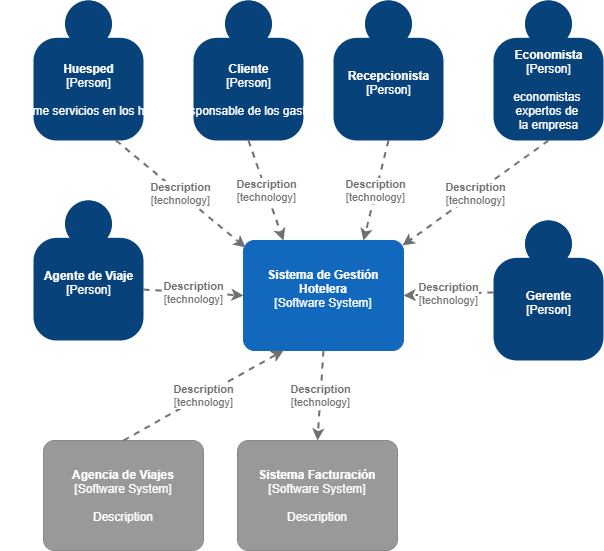 Huesped
[Person]
me servicios en los h
Cliente
[Person]
sponsable de los gast
Recepcionista
[Person]
Economista
[Person]
economistas
expertos de
la empresa
Description
[technology]
Description
[technology]
Description
[technology]
Description
[technology]
Agente de Viaje
[Person]
Description
[technology]
Sistema de Gestión
Hotelera
[Software System]
Description
[technology]
Gerente
[Person]
Description
[technology]
Description
[technology]
Agencia de Viajes
[Software System]
Description
Sistema Facturación
[Software System]
Description